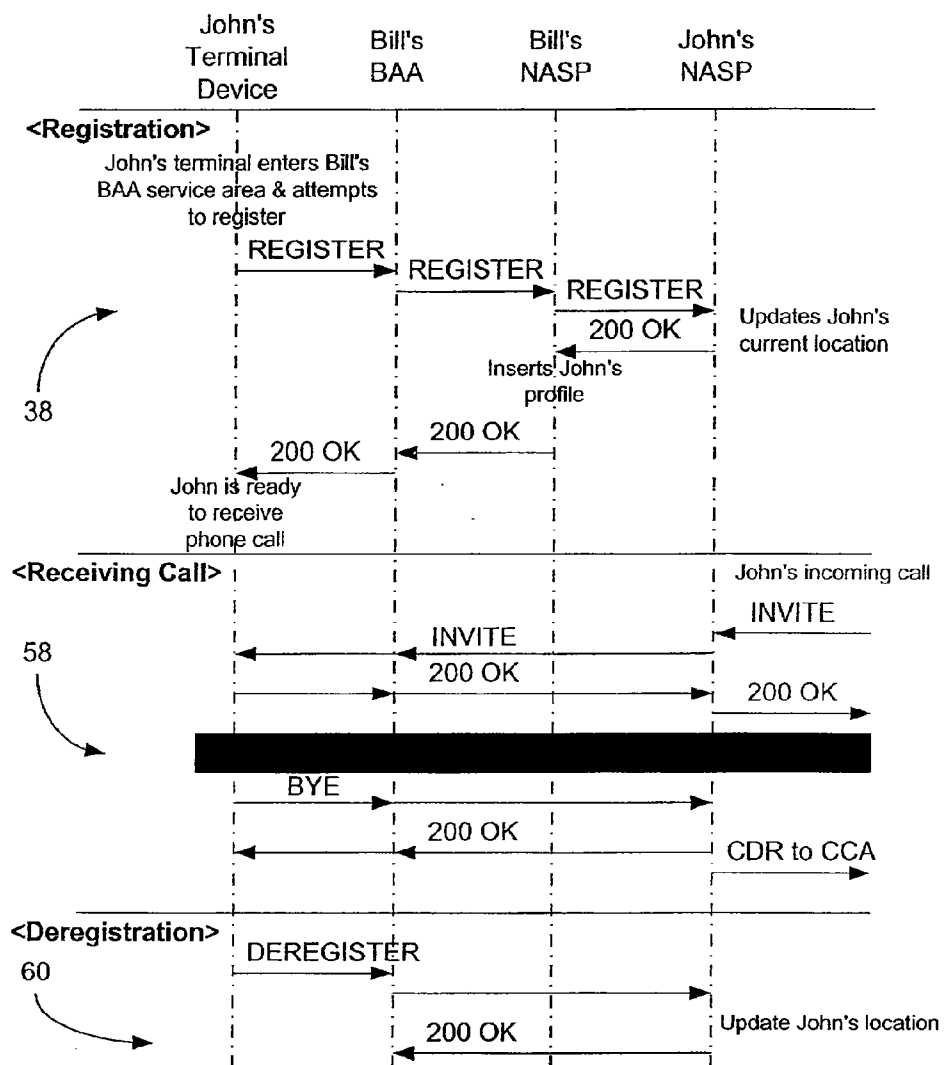 John's
Terminal
Device
Bill's
BAA
Bill's
NASP
John's
NASP
<Registration>
John's terminal enters Bill's
BAA service area & attempts
to register
REGISTER
REGISTER
REGISTER
200 OK
Updates John's
current location
Inserts John's
profile
38
200 OK
200 OK
John is ready
to receive
phone call
<Receiving Call>
John's incoming call
INVITE
INVITE
58
200 OK
200 OK
BYE
200 OK
CDR to CCA
<Deregistration>
DEREGISTER
60
Update John's location
200 OK